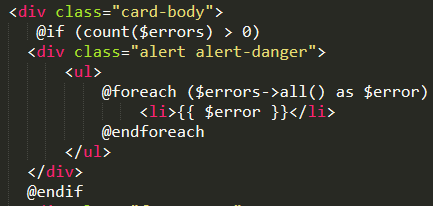 <div class="card-body">
@if (count($errors) > 0)
<div class="alert alert-danger">
<ul>
@foreach ($errors->all() as $error)
<li>{{ $error }}</li>
@endforeach
</ul>
</div>
@endif